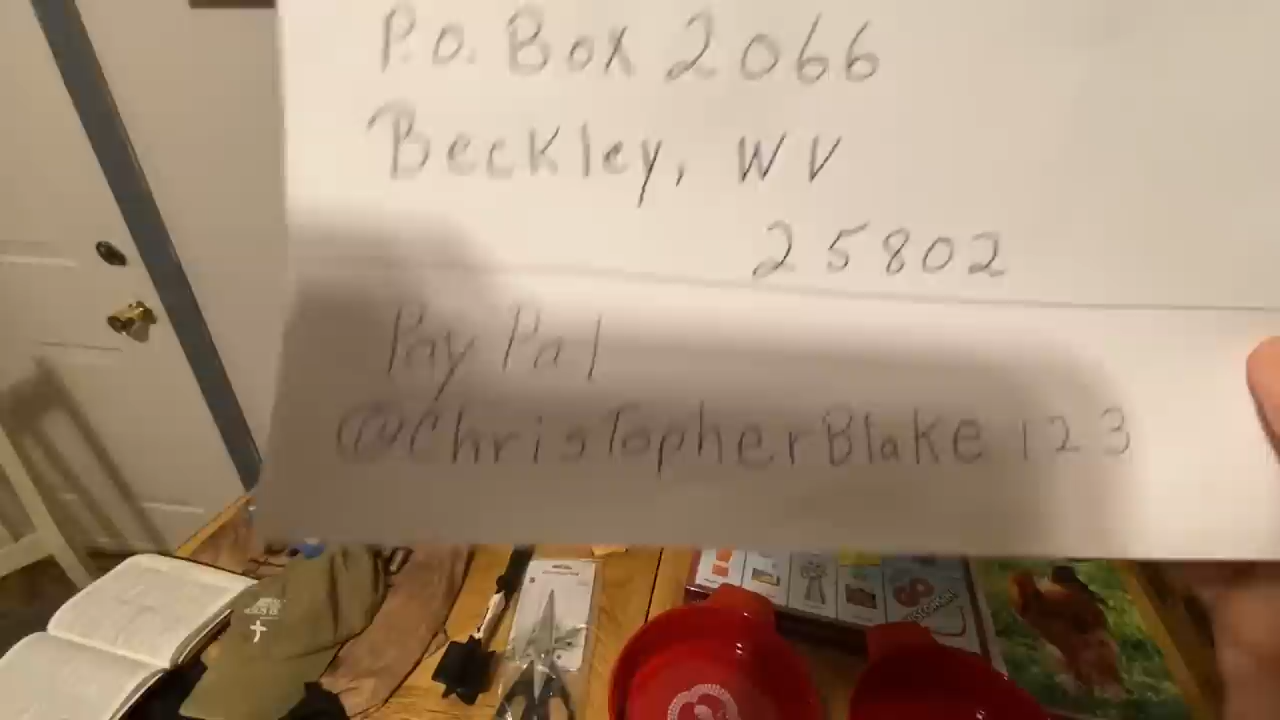 P.O. Box 2066
Beckley, WV
25802
PayPal
@ChristopherBlake123